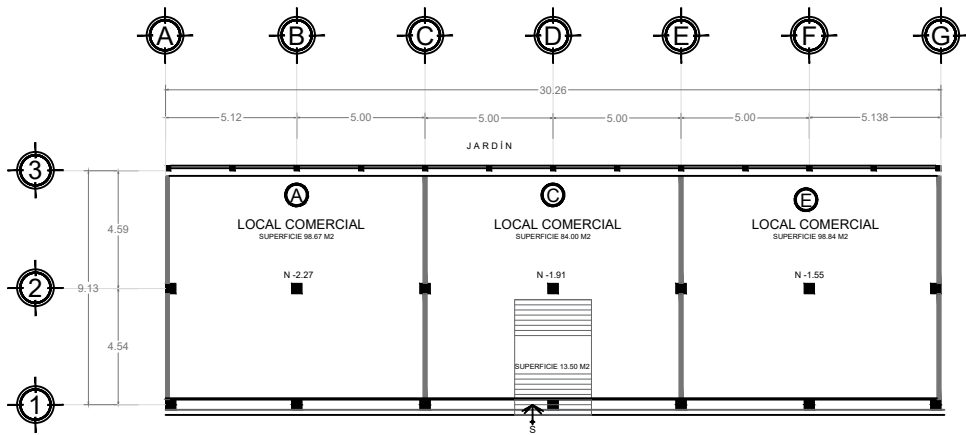 A B C D E F G
30.26
5.12 5.00 5.00 5.00 5.00 5.138
JARDÍN
3
A C E
LOCAL COMERCIAL LOCAL COMERCIAL LOCAL COMERCIAL
SUPERFICIE 98.67 M2 SUPERFICIE 84.00 M2 SUPERFICIE 98.84 M2
4.59
N -2.27 N -1.91 N -1.55
2
9.13
4.54
SUPERFICIE 13.50 M2
1
S